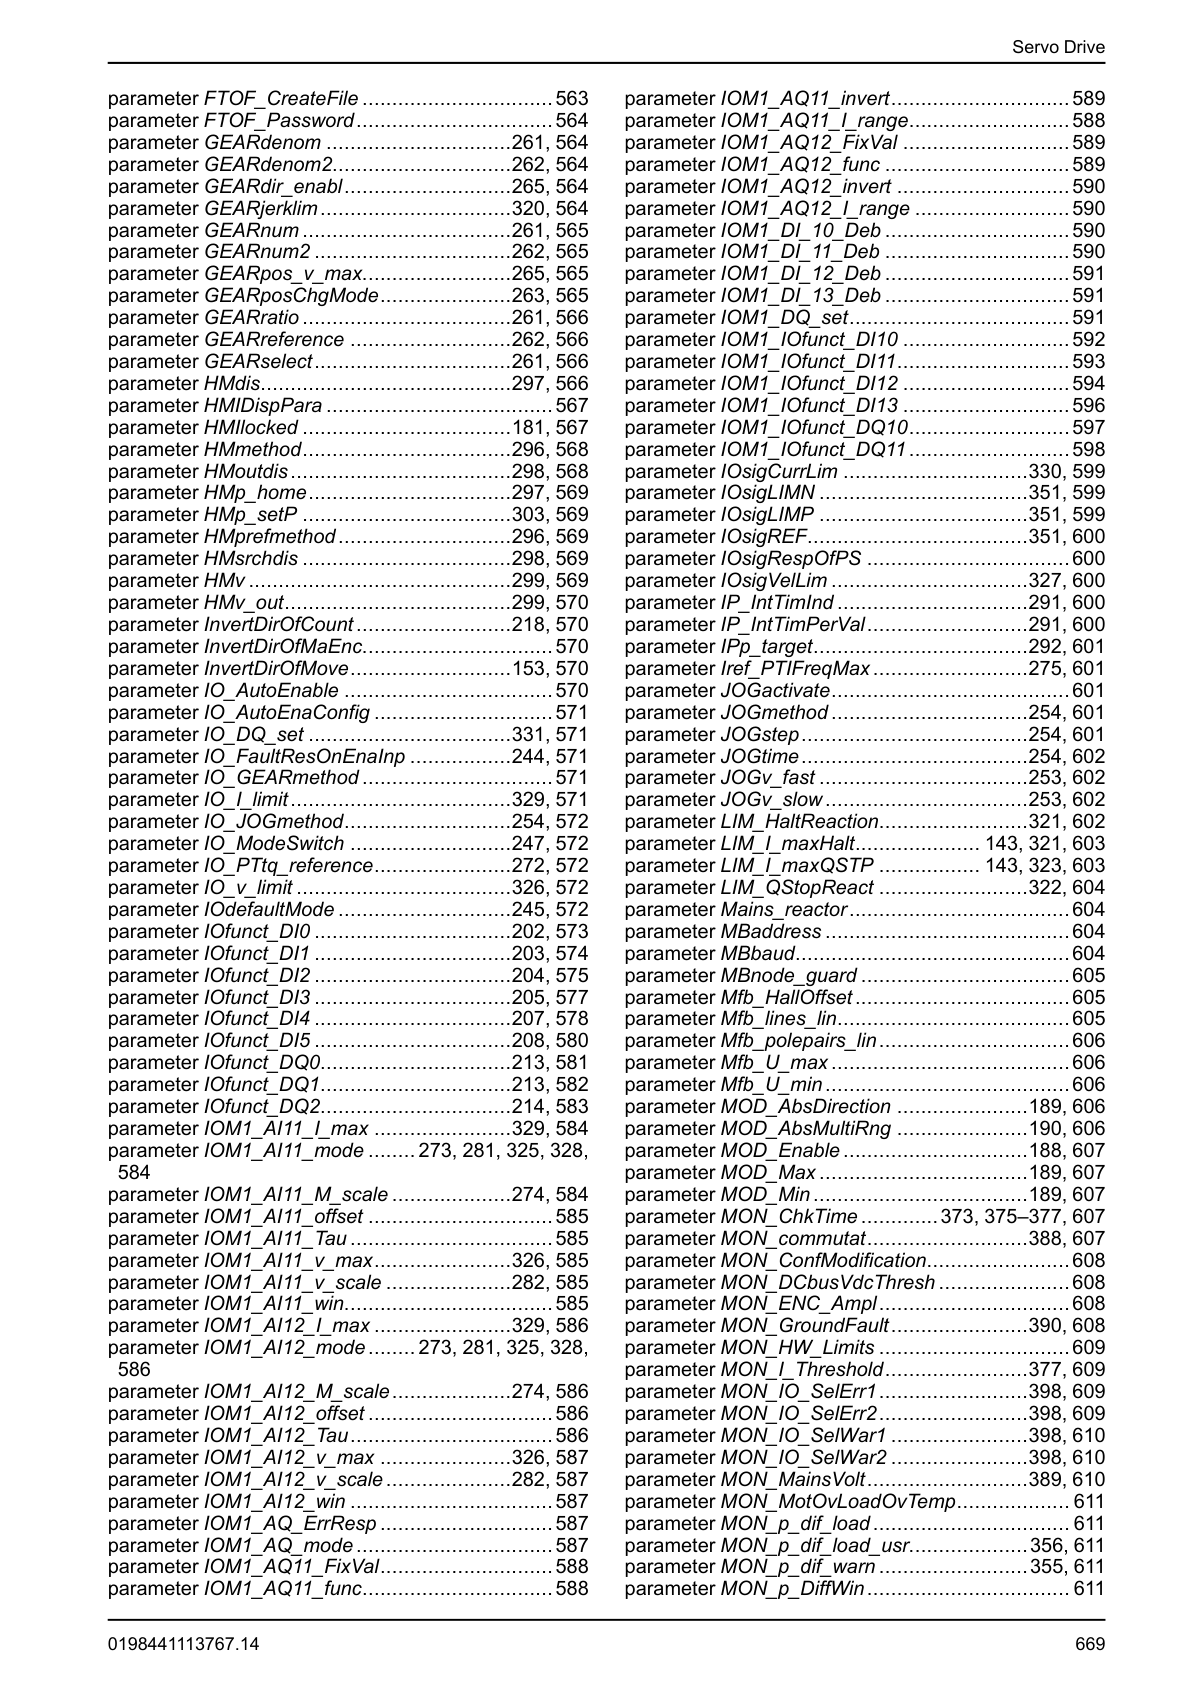 Servo Drive
parameter FTOF_CreateFile ................................ 563
parameter FTOF_Password ................................. 564
parameter GEARdenom ................................261, 564
parameter GEARdenom2...............................262, 564
parameter GEARdir_enabl .............................265, 564
parameter GEARjerklim .................................320, 564
parameter GEARnum ....................................261, 565
parameter GEARnum2 ..................................262, 565
parameter GEARpos_v_max..........................265, 565
parameter GEARposChgMode.......................263, 565
parameter GEARratio ....................................261, 566
parameter GEARreference ............................262, 566
parameter GEARselect ..................................261, 566
parameter HMdis...........................................297, 566
parameter HMIDispPara ....................................... 567
parameter HMIlocked ....................................181, 567
parameter HMmethod....................................296, 568
parameter HMoutdis ......................................298, 568
parameter HMp_home ...................................297, 569
parameter HMp_setP ....................................303, 569
parameter HMprefmethod ..............................296, 569
parameter HMsrchdis ....................................298, 569
parameter HMv .............................................299, 569
parameter HMv_out.......................................299, 570
parameter InvertDirOfCount ...........................218, 570
parameter InvertDirOfMaEnc................................. 570
parameter InvertDirOfMove ............................153, 570
parameter IO_AutoEnable .................................... 570
parameter IO_AutoEnaConfig ............................... 571
parameter IO_DQ_set ...................................331, 571
parameter IO_FaultResOnEnaInp ..................244, 571
parameter IO_GEARmethod ................................. 571
parameter IO_I_limit ......................................329, 571
parameter IO_JOGmethod.............................254, 572
parameter IO_ModeSwitch ............................247, 572
parameter IO_PTtq_reference........................272, 572
parameter IO_v_limit .....................................326, 572
parameter IOdefaultMode ..............................245, 572
parameter IOfunct_DI0 ..................................202, 573
parameter IOfunct_DI1 ..................................203, 574
parameter IOfunct_DI2 ..................................204, 575
parameter IOfunct_DI3 ..................................205, 577
parameter IOfunct_DI4 ..................................207, 578
parameter IOfunct_DI5 ..................................208, 580
parameter IOfunct_DQ0.................................213, 581
parameter IOfunct_DQ1.................................213, 582
parameter IOfunct_DQ2.................................214, 583
parameter IOM1_AI11_I_max ........................329, 584
parameter IOM1_AI11_mode ........ 273, 281, 325, 328,
584
parameter IOM1_AI11_M_scale .....................274, 584
parameter IOM1_AI11_offset ................................ 585
parameter IOM1_AI11_Tau ................................... 585
parameter IOM1_AI11_v_max........................326, 585
parameter IOM1_AI11_v_scale ......................282, 585
parameter IOM1_AI11_win.................................... 585
parameter IOM1_AI12_I_max ........................329, 586
parameter IOM1_AI12_mode ........ 273, 281, 325, 328,
586
parameter IOM1_AI12_M_scale .....................274, 586
parameter IOM1_AI12_offset ................................ 586
parameter IOM1_AI12_Tau ................................... 586
parameter IOM1_AI12_v_max ........................326, 587
parameter IOM1_AI12_v_scale ......................282, 587
parameter IOM1_AI12_win .................................... 587
parameter IOM1_AQ_ErrResp .............................. 587
parameter IOM1_AQ_mode .................................. 587
parameter IOM1_AQ11_FixVal .............................. 588
parameter IOM1_AQ11_func ................................. 588
parameter IOM1_AQ11_invert ............................... 589
parameter IOM1_AQ11_I_range............................ 588
parameter IOM1_AQ12_FixVal ............................. 589
parameter IOM1_AQ12_func ................................ 589
parameter IOM1_AQ12_invert .............................. 590
parameter IOM1_AQ12_I_range ........................... 590
parameter IOM1_DI_10_Deb ................................ 590
parameter IOM1_DI_11_Deb ................................ 590
parameter IOM1_DI_12_Deb ................................ 591
parameter IOM1_DI_13_Deb ................................ 591
parameter IOM1_DQ_set...................................... 591
parameter IOM1_IOfunct_DI10 ............................. 592
parameter IOM1_IOfunct_DI11.............................. 593
parameter IOM1_IOfunct_DI12 ............................. 594
parameter IOM1_IOfunct_DI13 ............................. 596
parameter IOM1_IOfunct_DQ10............................ 597
parameter IOM1_IOfunct_DQ11 ............................ 598
parameter IOsigCurrLim ................................330, 599
parameter IOsigLIMN ....................................351, 599
parameter IOsigLIMP ....................................351, 599
parameter IOsigREF......................................351, 600
parameter IOsigRespOfPS ................................... 600
parameter IOsigVelLim ..................................327, 600
parameter IP_IntTimInd .................................291, 600
parameter IP_IntTimPerVal ............................291, 600
parameter IPp_target.....................................292, 601
parameter Iref_PTIFreqMax ...........................275, 601
parameter JOGactivate......................................... 601
parameter JOGmethod ..................................254, 601
parameter JOGstep .......................................254, 601
parameter JOGtime .......................................254, 602
parameter JOGv_fast ....................................253, 602
parameter JOGv_slow ...................................253, 602
parameter LIM_HaltReaction..........................321, 602
parameter LIM_I_maxHalt..................... 143, 321, 603
parameter LIM_I_maxQSTP ................. 143, 323, 603
parameter LIM_QStopReact ..........................322, 604
parameter Mains_reactor ...................................... 604
parameter MBaddress .......................................... 604
parameter MBbaud............................................... 604
parameter MBnode_guard .................................... 605
parameter Mfb_HallOffset ..................................... 605
parameter Mfb_lines_lin........................................ 605
parameter Mfb_polepairs_lin ................................. 606
parameter Mfb_U_max ......................................... 606
parameter Mfb_U_min .......................................... 606
parameter MOD_AbsDirection .......................189, 606
parameter MOD_AbsMultiRng .......................190, 606
parameter MOD_Enable ................................188, 607
parameter MOD_Max ....................................189, 607
parameter MOD_Min .....................................189, 607
parameter MON_ChkTime ............. 373, 375–377, 607
parameter MON_commutat............................388, 607
parameter MON_ConfModification......................... 608
parameter MON_DCbusVdcThresh ....................... 608
parameter MON_ENC_Ampl ................................. 608
parameter MON_GroundFault ........................390, 608
parameter MON_HW_Limits ................................. 609
parameter MON_I_Threshold .........................377, 609
parameter MON_IO_SelErr1 ..........................398, 609
parameter MON_IO_SelErr2 ..........................398, 609
parameter MON_IO_SelWar1 ........................398, 610
parameter MON_IO_SelWar2 ........................398, 610
parameter MON_MainsVolt ............................389, 610
parameter MON_MotOvLoadOvTemp.................... 611
parameter MON_p_dif_load .................................. 611
parameter MON_p_dif_load_usr.................... 356, 611
parameter MON_p_dif_warn .......................... 355, 611
parameter MON_p_DiffWin ................................... 611
0198441113767.14
669